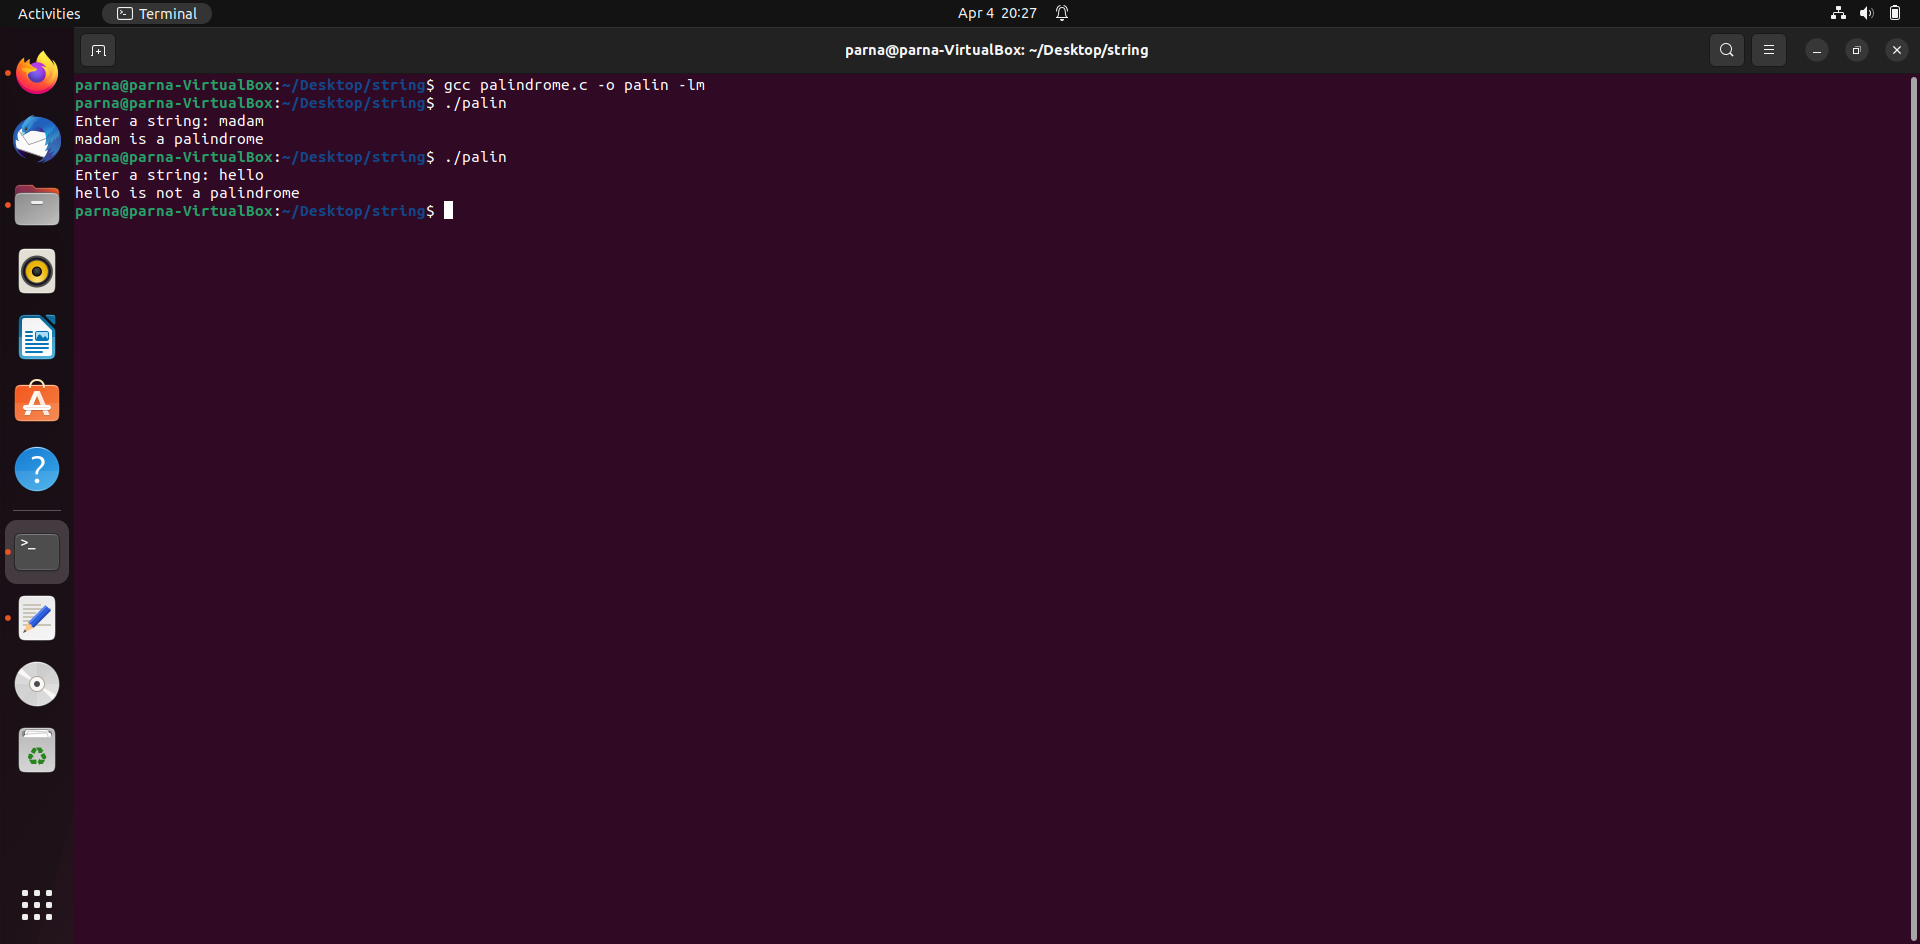 Activities
Terminal
Apr 4 20:27
parna@parna-VirtualBox: ~/Desktop/string
parna@parna-VirtualBox:~/Desktop/string$ gcc palindrome.c -o palin -lm
parna@parna-VirtualBox:~/Desktop/string$ ./palin
Enter a string: madam
madam is a palindrome
parna@parna-VirtualBox:~/Desktop/string$ ./palin
Enter a string: hello
hello is not a palindrome
parna@parna-VirtualBox:~/Desktop/string$